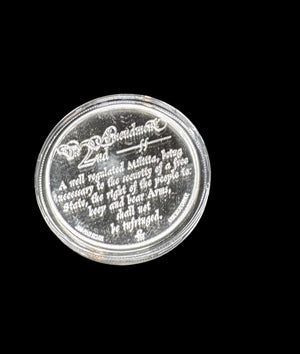 The Amendment
2nd
A well regulated Militia, being
necessary to the security of a free
State, the right of the people to:
keep and bear Arms,
shall not
be infringed.